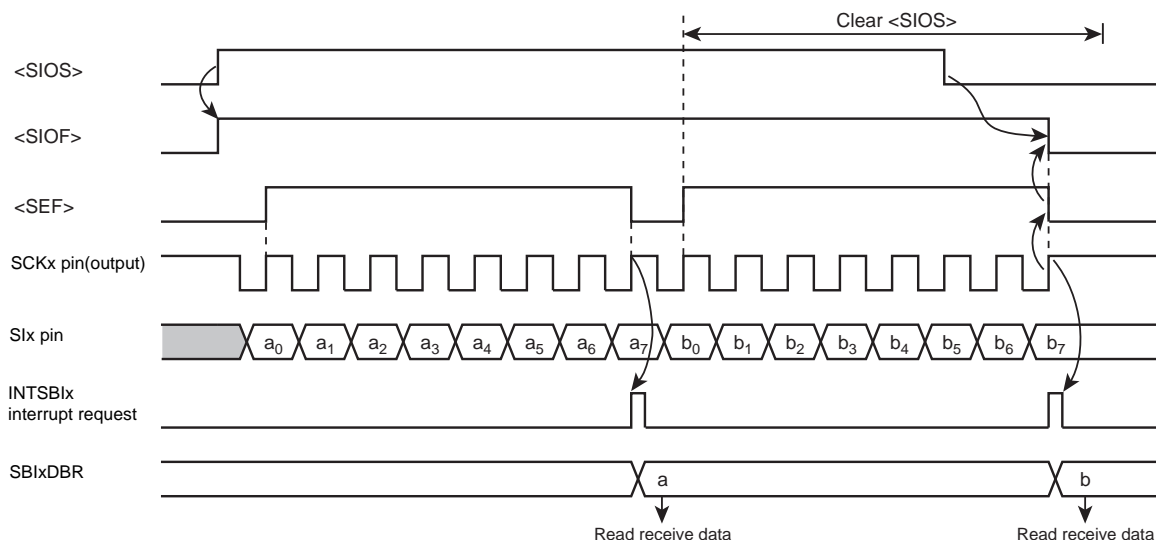 Clear <SIOS>
<SIOS>
<SIOF>
<SEF>
SCKx pin(output)
SIx pin
a0 a1 a2 a3 a4 a5 a6 a7 b0 b1 b2 b3 b4 b5 b6 b7
INTSBIx
interrupt request
SBIxDBR
a b
Read receive data Read receive data